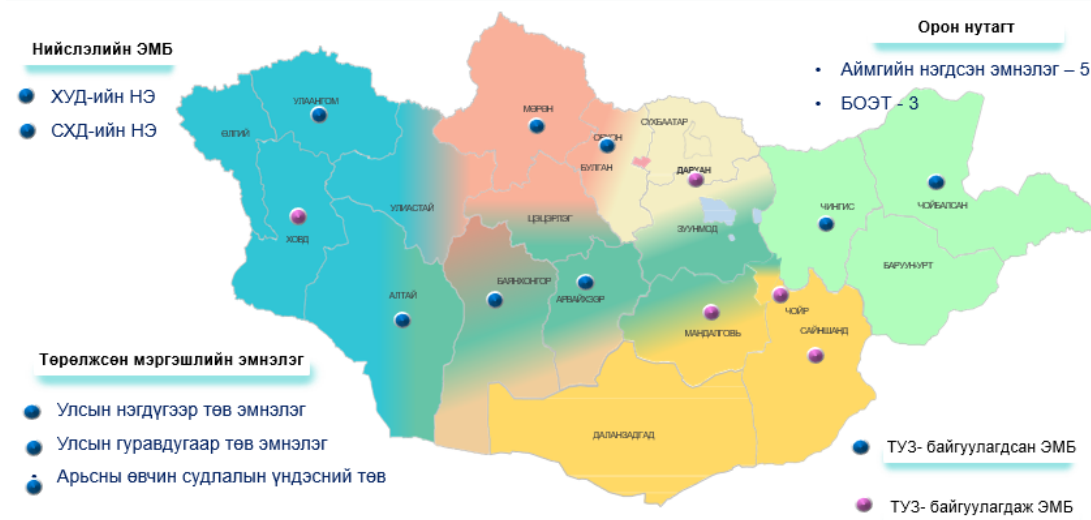 Нийслэлийн ЭМБ
ХУД-ийн НЭ
СХД-ийн НЭ
Орон нутагт
• Аймгийн нэгдсэн эмнэлэг – 5
• БОЭТ - 3
УЛААНГОМ
ӨЛГИЙ
МӨРӨН
СҮХБААТАР
БУЛГАН
ДАРХАН
УЛИАСТАЙ
ХОВД
ЦЭЦЭРЛЭГ
ЗУУНМОД
ЧИНГИС
ЧОЙБАЛСАН
БАРУУН-УРТ
АЛТАЙ
БАЯНХОНГОР
АРВАЙХЭЭР
ЧОЙР
МАНДАЛГОВЬ
САЙНШАНД
ДАЛАНЗАДГАД
Төрөлжсөн мэргэшлийн эмнэлэг
Улсын нэгдүгээр төв эмнэлэг
Улсын гуравдугаар төв эмнэлэг
Арьсны өвчин судлалын үндэсний төв
ТУЗ- байгуулагдсан ЭМБ
ТУЗ- байгуулагдаж ЭМБ